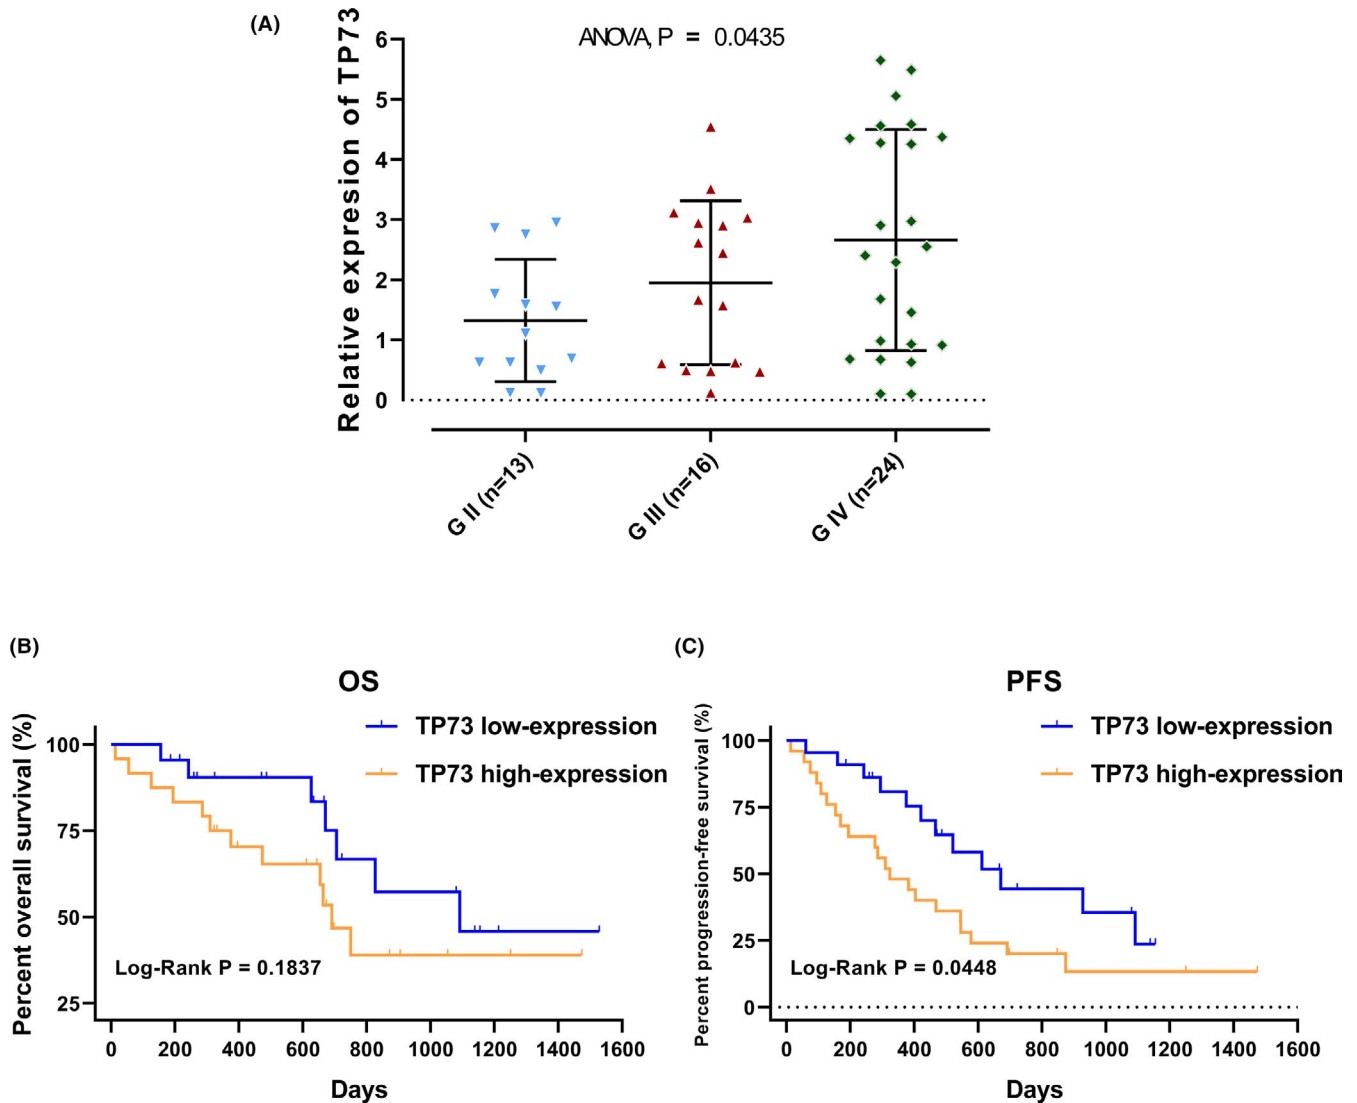 (A)
Relative expresion of TP73
ANOVA, P = 0.0435
6
5
4
3
2
1
0
G II (n=13)
G III (n=16)
G IV (n=24)
(B)
OS
TP73 low-expression
TP73 high-expression
Percent overall survival (%)
100
75
50
25
Log-Rank P = 0.1837
0 200 400 600 800 1000 1200 1400 1600
Days
(C)
PFS
TP73 low-expression
TP73 high-expression
Percent progression-free survival (%)
100
75
50
25
0
Log-Rank P = 0.0448
0 200 400 600 800 1000 1200 1400 1600
Days